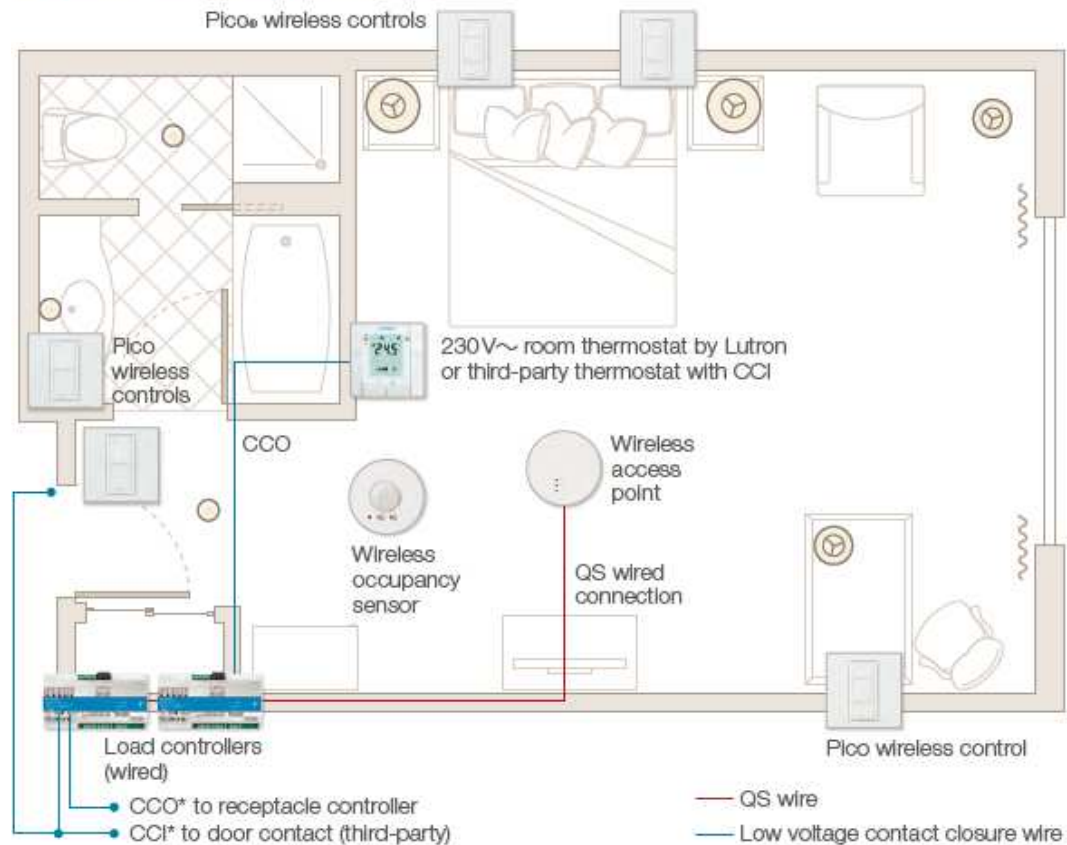 Pico® wireless controls
Pico
wireless
controls
24.5
230V~ room thermostat by Lutron
or third-party thermostat with CCI
CCO
Wireless
access
point
Wireless
occupancy
sensor
QS wired
connection
Load controllers
(wired)
Pico wireless control
CCO* to receptacle controller
CCI* to door contact (third-party)
QS wire
Low voltage contact closure wire